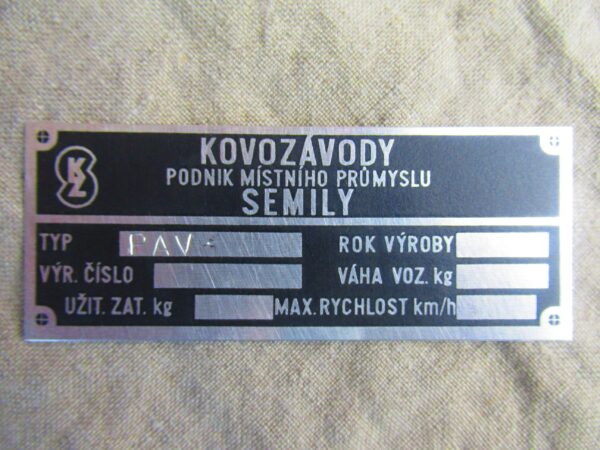 KOVOZÁVODY
PODNIK MÍSTNÍHO PRŮMYSLU
SEMILY
KZ
TYP PAV- ROK VÝROBY
VÝR. ČÍSLO VÁHA VOZ. kg
UŽIT. ZAT. kg MAX. RYCHLOST km/h